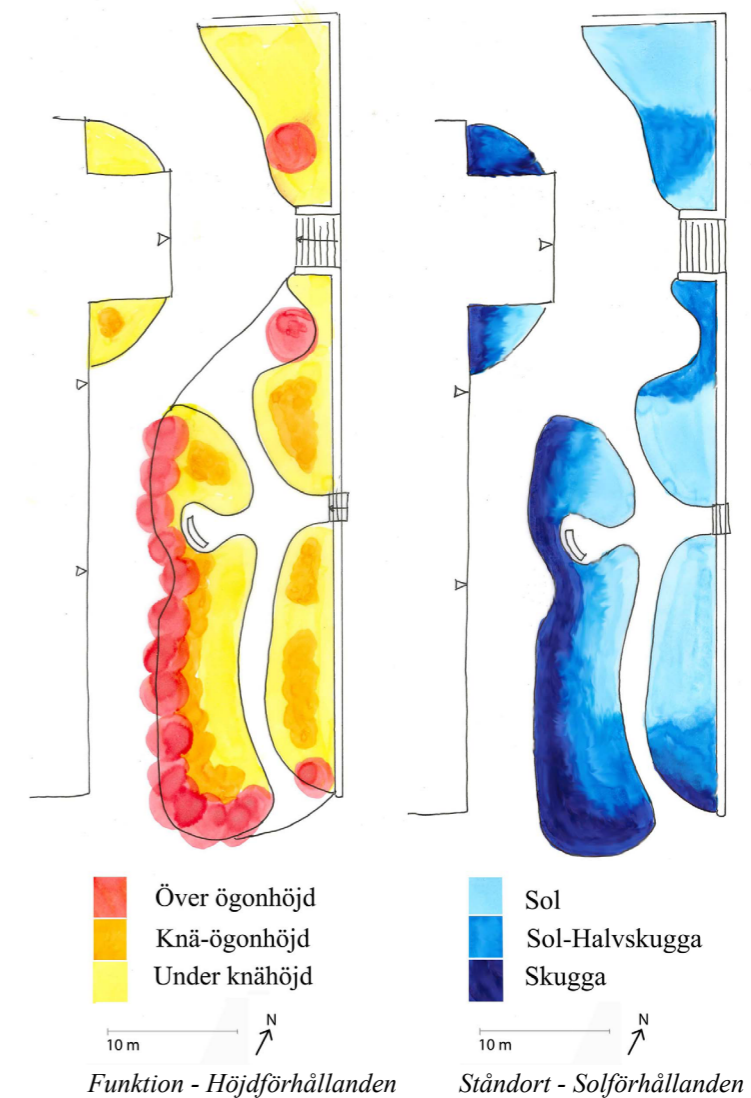 Över ögonhöjd
Knä-ögonhöjd
Under knähöjd
N
10 m
Funktion - Höjdförhållanden
Sol
Sol-Halvskugga
Skugga
N
10 m
Ståndort - Solförhållanden